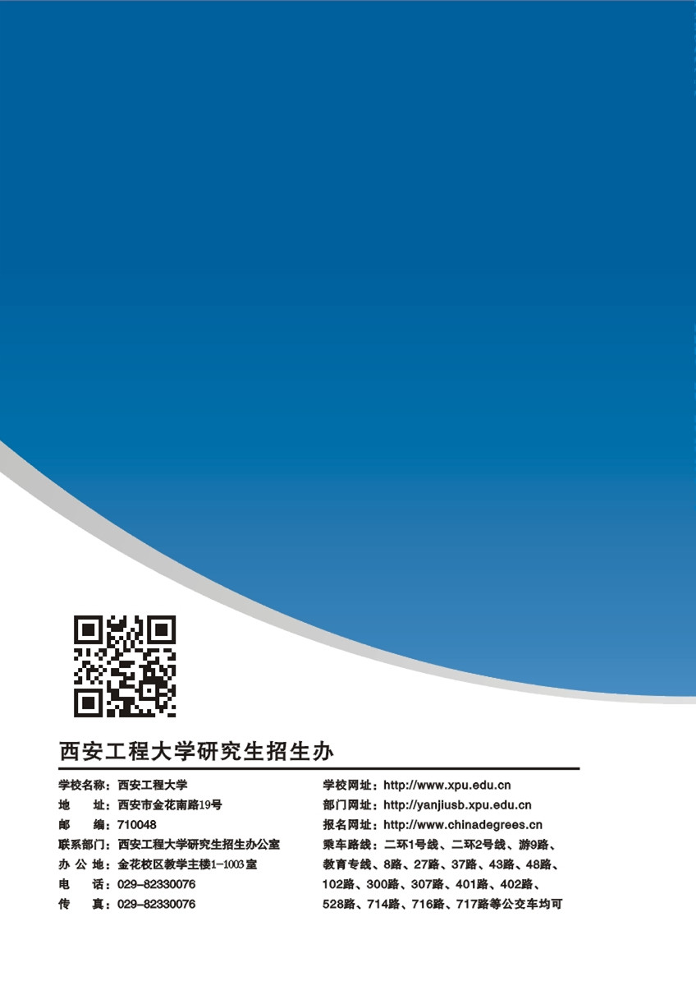 西安工程大学研究生招生办
学校名称：西安工程大学
地　　址：西安市金花南路19号
邮　　编：710048
联系部门：西安工程大学研究生招生办公室
办 公 地：金花校区教学主楼1-1003室
电　　话：029-82330076
传　　真：029-82330076
学校网址：http://www.xpu.edu.cn
部门网址：http://yanjiusb.xpu.edu.cn
报名网址：http://www.chinadegrees.cn
乘车路线：二环1号线、二环2号线、游9路、
教育专线、8路、27路、37路、43路、48路、
102路、300路、307路、401路、402路、
528路、714路、716路、717路等公交车均可